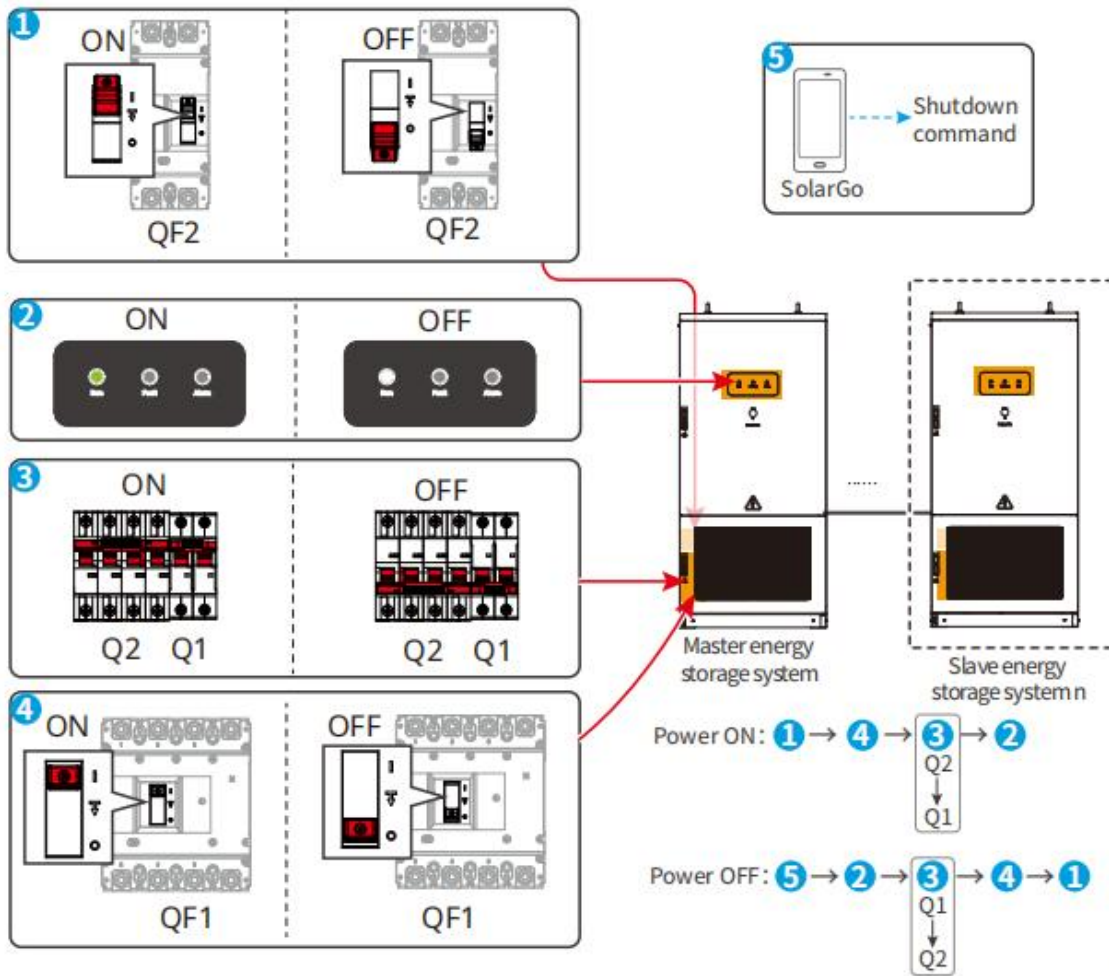 1
ON
OFF
QF2
QF2
5
Shutdown
command
SolarGo
2
ON
OFF
3
ON
OFF
Q2 Q1
Q2 Q1
4
ON
OFF
QF1
QF1
......
Master energy
storage system
Slave energy
storage system n
Power ON: 1 → 4 → 3 → 2
Q2
↓
Q1
Power OFF: 5 → 2 → 3 → 4 → 1
Q1
↓
Q2